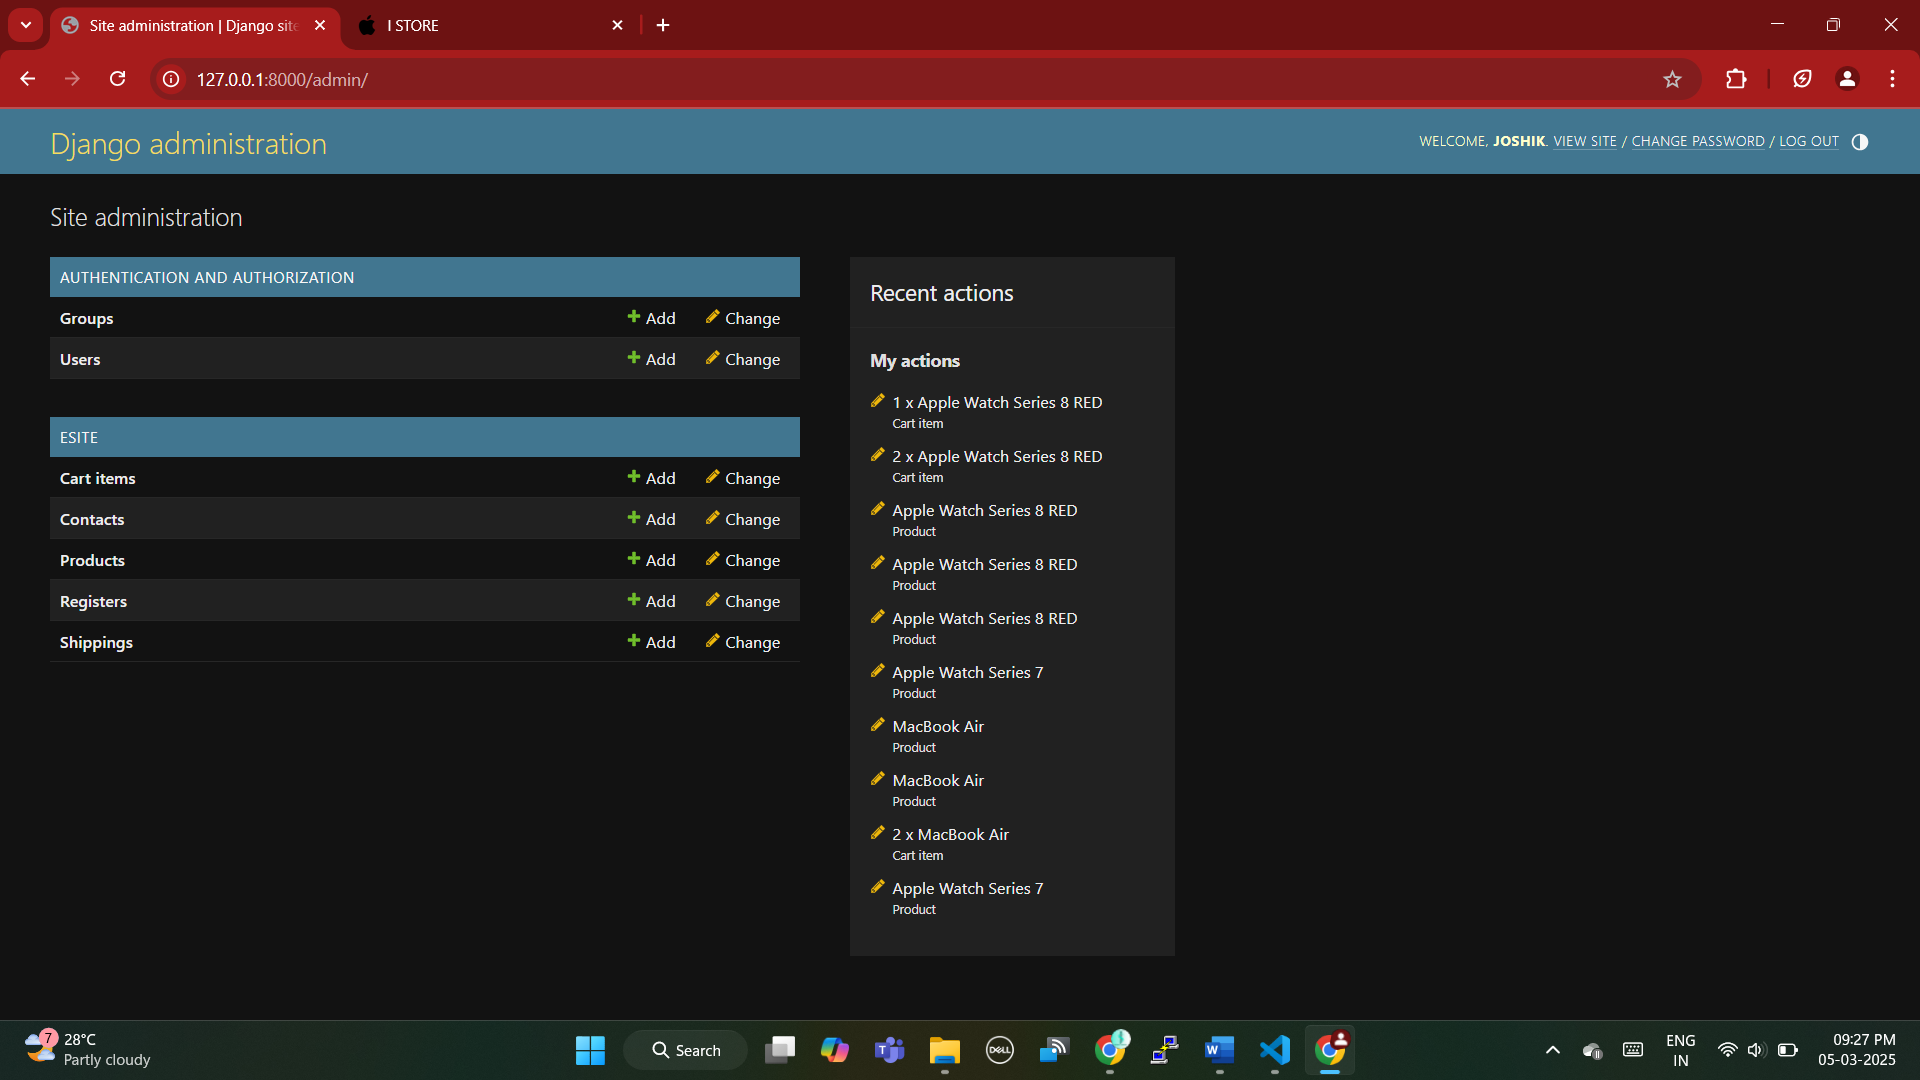 Site administration | Django site
I STORE
127.0.0.1:8000/admin/
Django administration
WELCOME, JOSHIK. VIEW SITE / CHANGE PASSWORD / LOG OUT
Site administration
AUTHENTICATION AND AUTHORIZATION
Groups Add Change
Users Add Change
ESITE
Cart items Add Change
Contacts Add Change
Products Add Change
Registers Add Change
Shippings Add Change
Recent actions
My actions
1 x Apple Watch Series 8 RED
Cart item
2 x Apple Watch Series 8 RED
Cart item
Apple Watch Series 8 RED
Product
Apple Watch Series 8 RED
Product
Apple Watch Series 8 RED
Product
Apple Watch Series 7
Product
MacBook Air
Product
MacBook Air
Product
2 x MacBook Air
Cart item
Apple Watch Series 7
Product
7
28°C
Partly cloudy
Search
DELL
ENG
IN
09:27 PM
05-03-2025